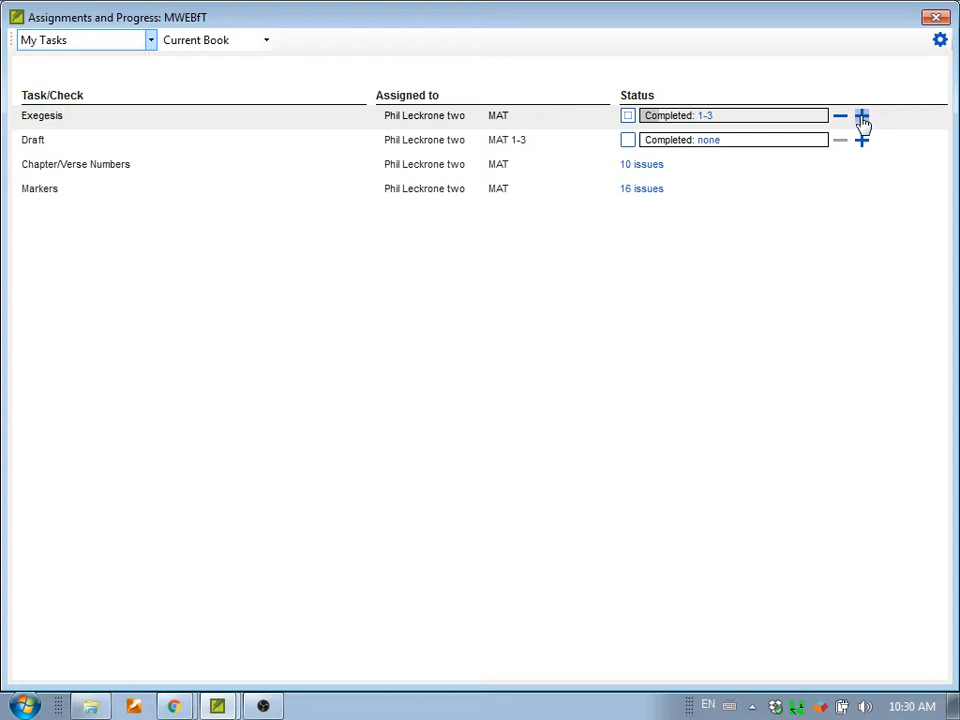 Assignments and Progress: MWEBfT
My Tasks Current Book
Task/Check Assigned to Status
Exegesis Phil Leckrone two MAT Completed: 1-3
Draft Phil Leckrone two MAT 1-3 Completed: none
Chapter/Verse Numbers Phil Leckrone two MAT 10 issues
Markers Phil Leckrone two MAT 16 issues
EN 10:30 AM